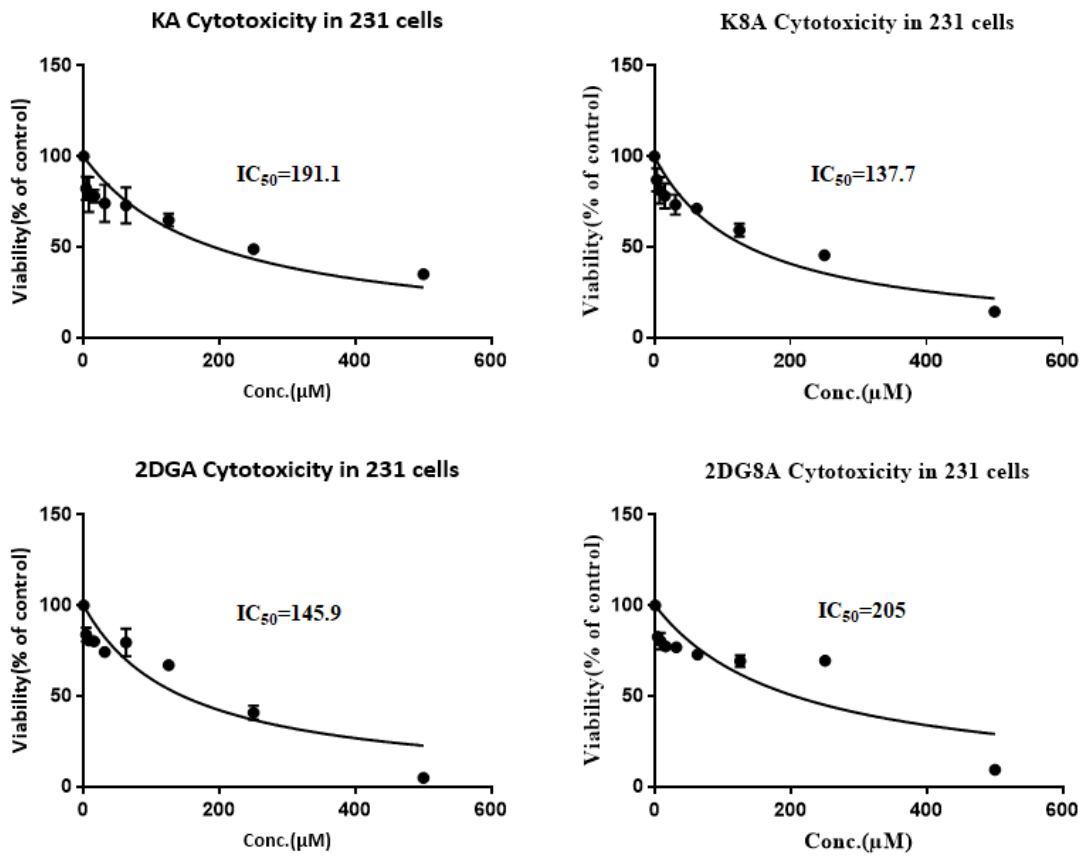 KA Cytotoxicity in 231 cells
Viability(% of control)
150
100
50
0
IC50=191.1
0
200
400
600
Conc.(µM)
K8A Cytotoxicity in 231 cells
Viability(% of control)
150
100
50
0
IC50=137.7
0
200
400
600
Conc.(µM)
2DGA Cytotoxicity in 231 cells
Viability(% of control)
150
100
50
0
IC50=145.9
0
200
400
600
Conc.(µM)
2DG8A Cytotoxicity in 231 cells
Viability(% of control)
150
100
50
0
IC50=205
0
200
400
600
Conc.(µM)